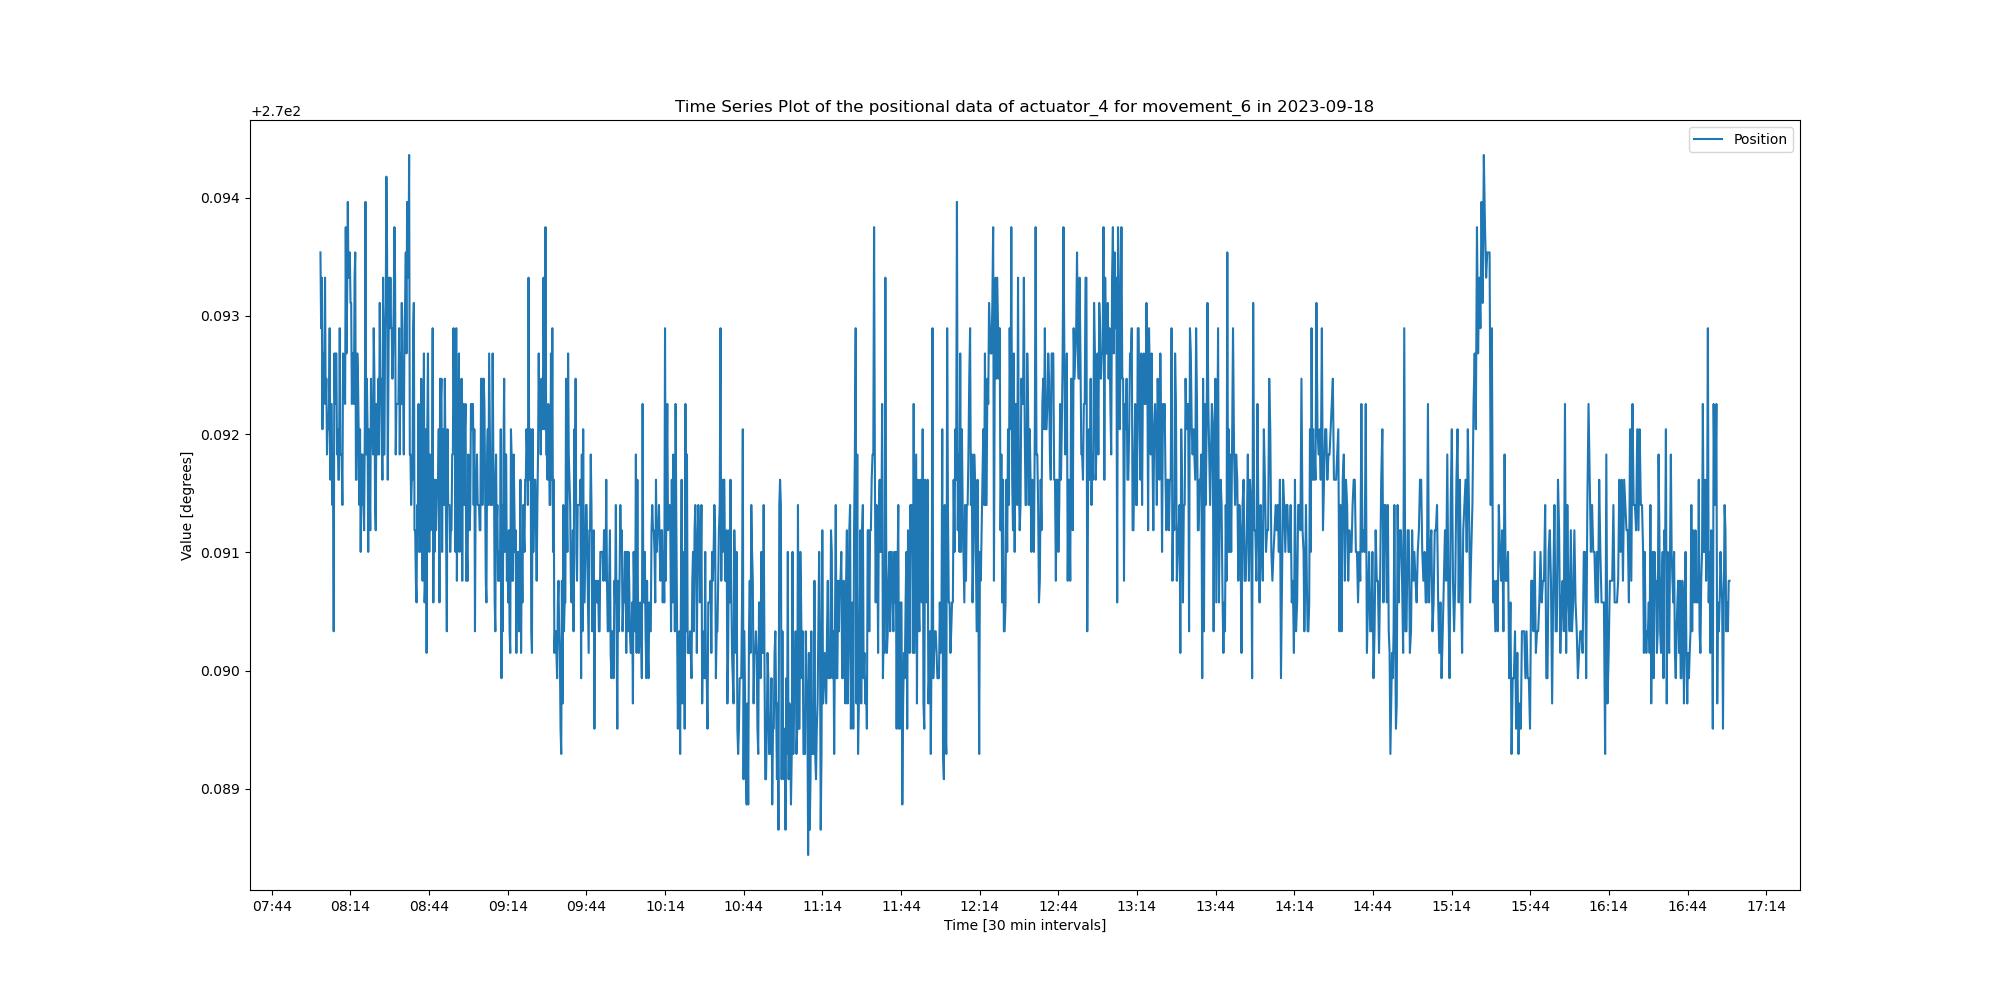 Time Series Plot of the positional data of actuator_4 for movement_6 in 2023-09-18
+2.7e2
Position
0.094
0.093
0.092
0.091
0.090
0.089
Value [degrees]
07:44 08:14 08:44 09:14 09:44 10:14 10:44 11:14 11:44 12:14 12:44 13:14 13:44 14:14 14:44 15:14 15:44 16:14 16:44 17:14
Time [30 min intervals]